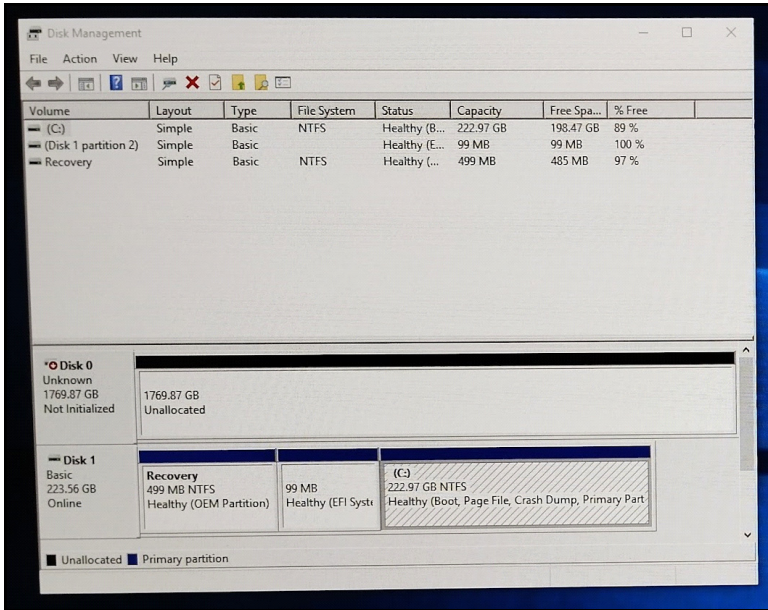 Disk Management
File Action View Help
Volume Layout Type File System Status Capacity Free Spa... % Free
(C:) Simple Basic NTFS Healthy (B... 222.97 GB 198.47 GB 89 %
(Disk 1 partition 2) Simple Basic Healthy (E... 99 MB 99 MB 100 %
Recovery Simple Basic NTFS Healthy (... 499 MB 485 MB 97 %
Disk 0
Unknown
1769.87 GB
Not Initialized
1769.87 GB
Unallocated
Disk 1
Basic
223.56 GB
Online
Recovery
499 MB NTFS
Healthy (OEM Partition)
99 MB
Healthy (EFI Syste
(C:)
222.97 GB NTFS
Healthy (Boot, Page File, Crash Dump, Primary Part
Unallocated Primary partition